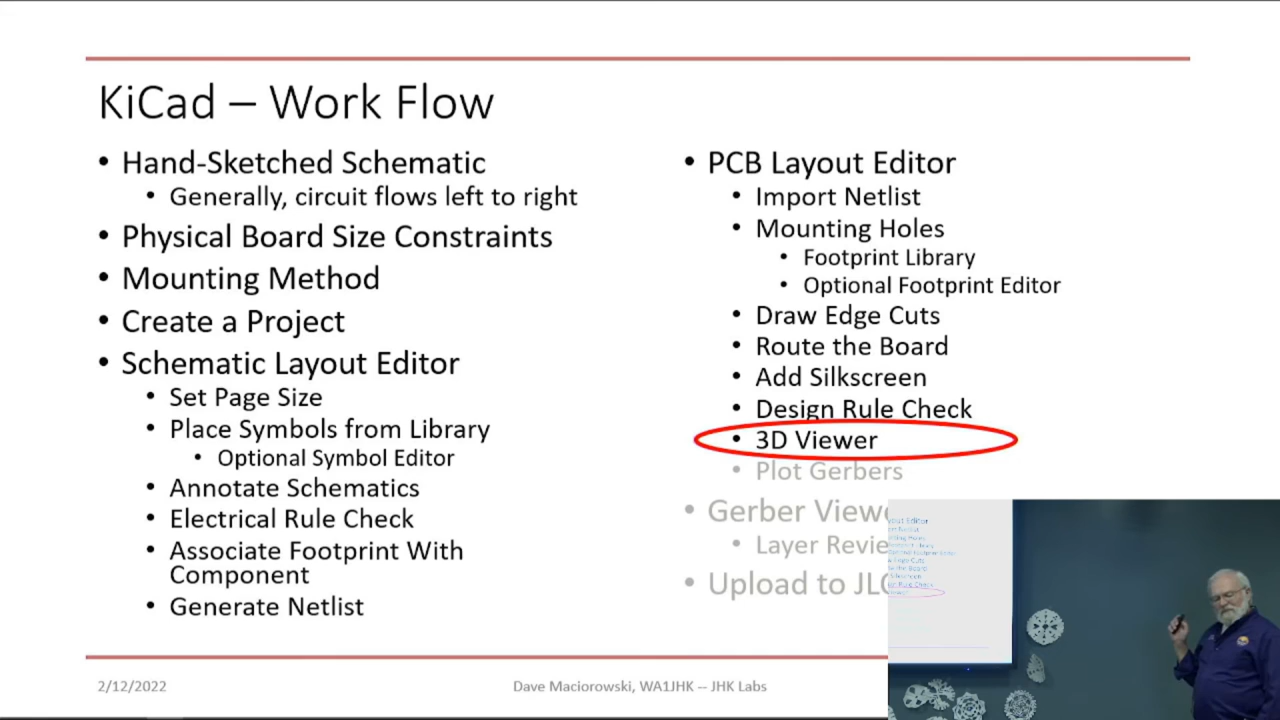 KiCad – Work Flow
• Hand-Sketched Schematic
• Generally, circuit flows left to right
• Physical Board Size Constraints
• Mounting Method
• Create a Project
• Schematic Layout Editor
• Set Page Size
• Place Symbols from Library
• Optional Symbol Editor
• Annotate Schematics
• Electrical Rule Check
• Associate Footprint With
Component
• Generate Netlist
• PCB Layout Editor
• Import Netlist
• Mounting Holes
• Footprint Library
• Optional Footprint Editor
• Draw Edge Cuts
• Route the Board
• Add Silkscreen
• Design Rule Check
• 3D Viewer
• Plot Gerbers
• Gerber
• Layer
• Upload to
2/12/2022
Dave Maciorowski, WA1JHK -- JHK Labs